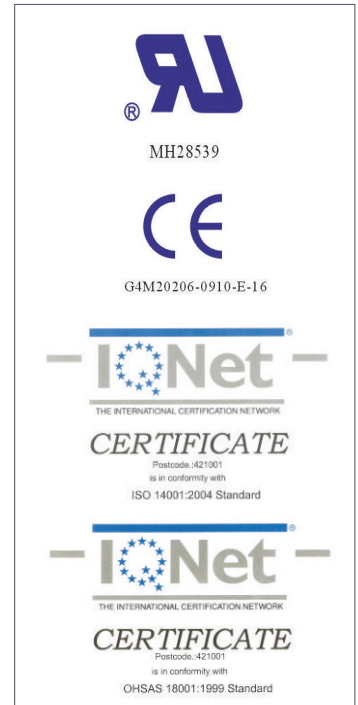 RU
®
MH28539
CE
G4M20206-0910-E-16
®
IQNet
THE INTERNATIONAL CERTIFICATION NETWORK
CERTIFICATE
Postcode.:421001
is in conformity with
ISO 14001:2004 Standard
®
IQNet
THE INTERNATIONAL CERTIFICATION NETWORK
CERTIFICATE
Postcode.:421001
is in conformity with
OHSAS 18001:1999 Standard